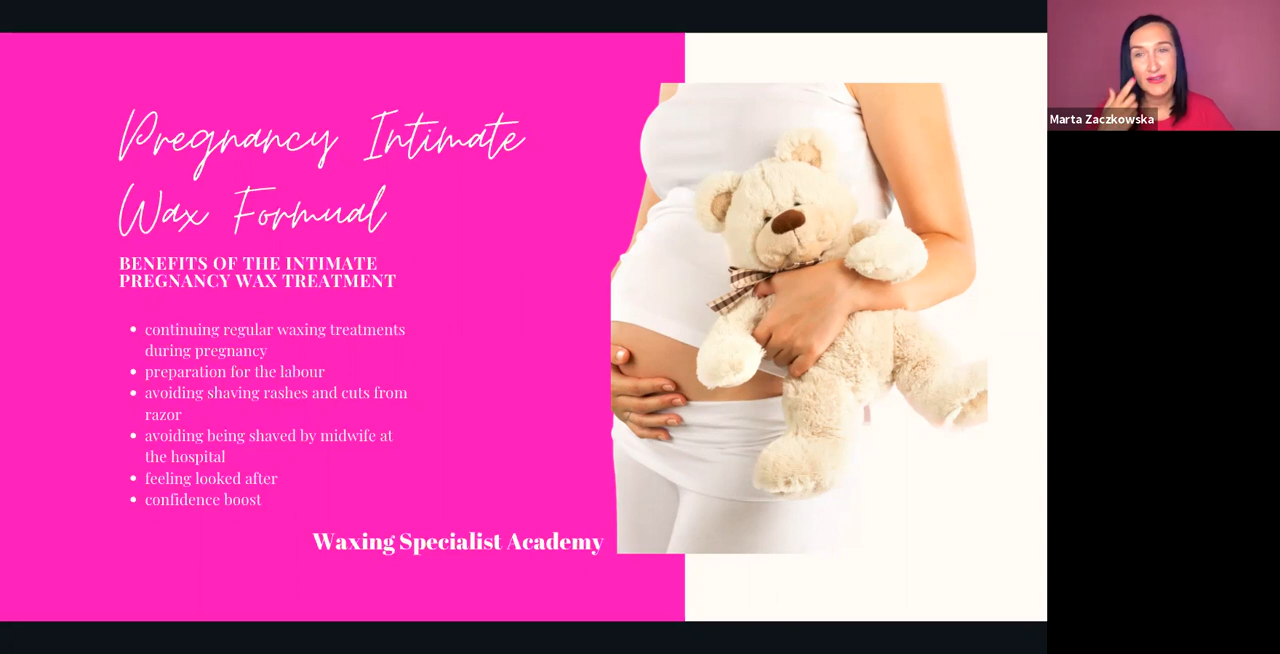 Pregnancy Intimate
Wax Formual
BENEFITS OF THE INTIMATE
PREGNANCY WAX TREATMENT
• continuing regular waxing treatments
during pregnancy
• preparation for the labour
• avoiding shaving rashes and cuts from
razor
• avoiding being shaved by midwife at
the hospital
• feeling looked after
• confidence boost
Waxing Specialist Academy
Marta Zaczkowska